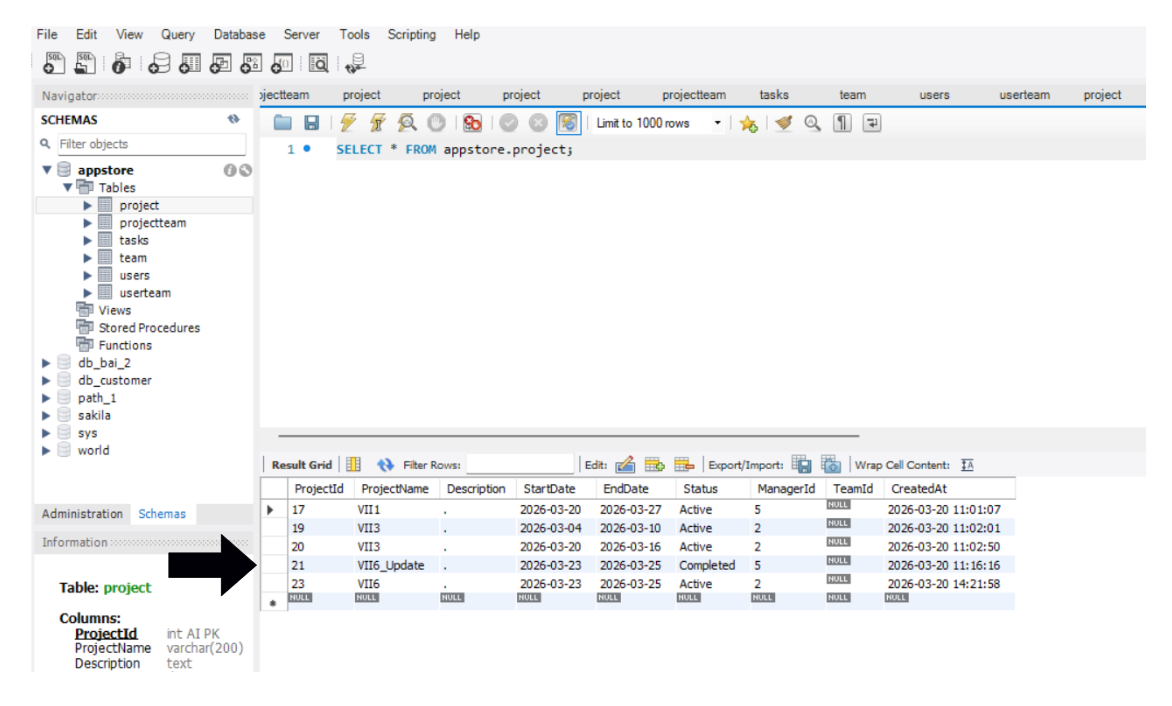 File Edit View Query Database Server Tools Scripting Help
SQL SQL
Navigator
SCHEMAS
Filter objects
appstore
Tables
project
projectteam
tasks
team
users
userteam
Views
Stored Procedures
Functions
db_bai_2
db_customer
path_1
sakila
sys
world
Administration Schemas
Information
Table: project
Columns:
ProjectId int AI PK
ProjectName varchar(200)
Description text
ojectteam project project project project projectteam tasks team users userteam project
Limit to 1000 rows
1 SELECT * FROM appstore.project;
Result Grid Filter Rows: Edit: Export/Import: Wrap Cell Content: IA
ProjectId ProjectName Description StartDate EndDate Status ManagerId TeamId CreatedAt
17 VII1 . 2026-03-20 2026-03-27 Active 5 NULL 2026-03-20 11:01:07
19 VII3 . 2026-03-04 2026-03-10 Active 2 NULL 2026-03-20 11:02:01
20 VII3 . 2026-03-20 2026-03-16 Active 2 NULL 2026-03-20 11:02:50
21 VII6_Update . 2026-03-23 2026-03-25 Completed 5 NULL 2026-03-20 11:16:16
23 VII6 . 2026-03-23 2026-03-25 Active 2 NULL 2026-03-20 14:21:58
NULL NULL NULL NULL NULL NULL NULL NULL NULL